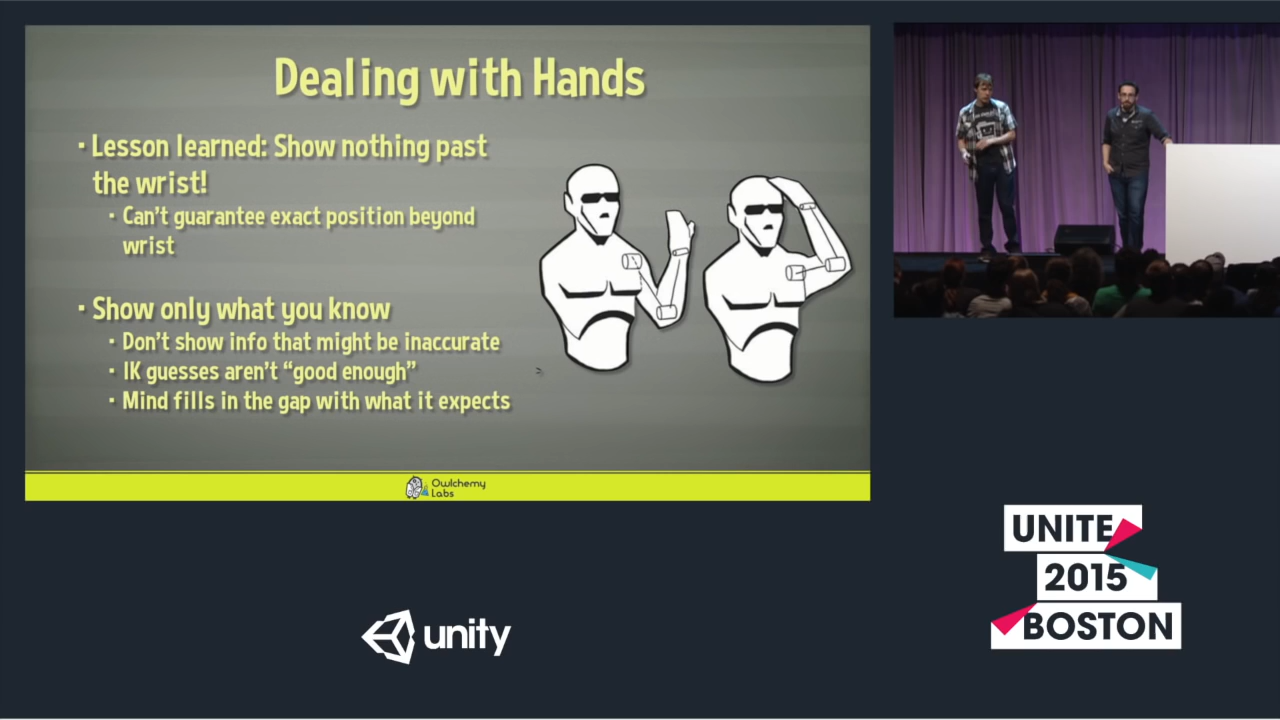 Dealing with Hands
· Lesson learned: Show nothing past
the wrist!
· Can't guarantee exact position beyond
wrist
· Show only what you know
· Don't show info that might be inaccurate
· IK guesses aren't “good enough”
· Mind fills in the gap with what it expects
Owlchemy
Labs
unity
UNITE
2015
BOSTON